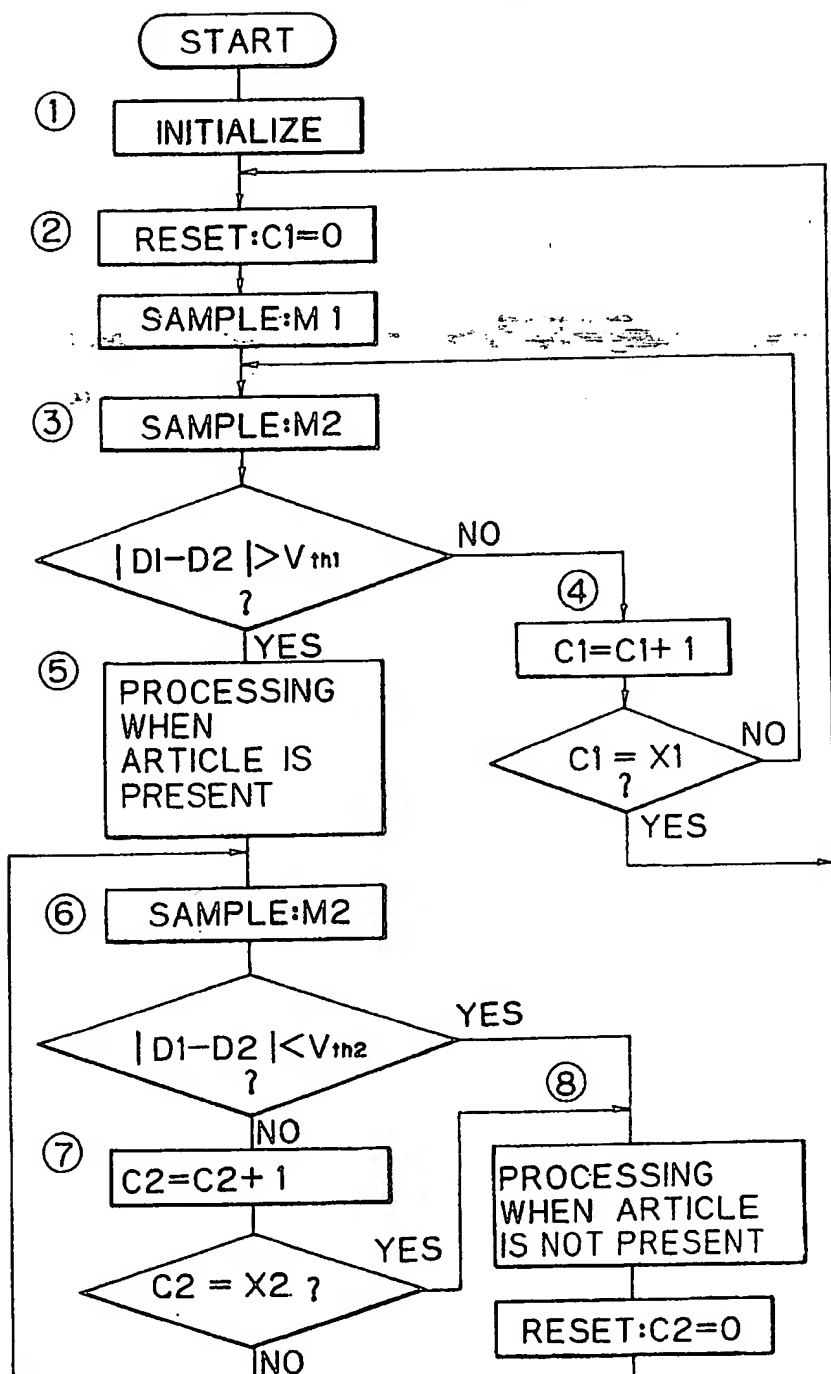 START
①
INITIALIZE
②
RESET:C1=0
SAMPLE:M1
③
SAMPLE:M2
|D1-D2|>Vth1
?
NO
YES
④
C1=C1+1
C1=X1
?
NO
YES
⑤
PROCESSING
WHEN
ARTICLE IS
PRESENT
⑥
SAMPLE:M2
|D1-D2|<Vth2
?
YES
NO
⑦
C2=C2+1
C2=X2?
YES
NO
⑧
PROCESSING
WHEN ARTICLE
IS NOT PRESENT
RESET:C2=0